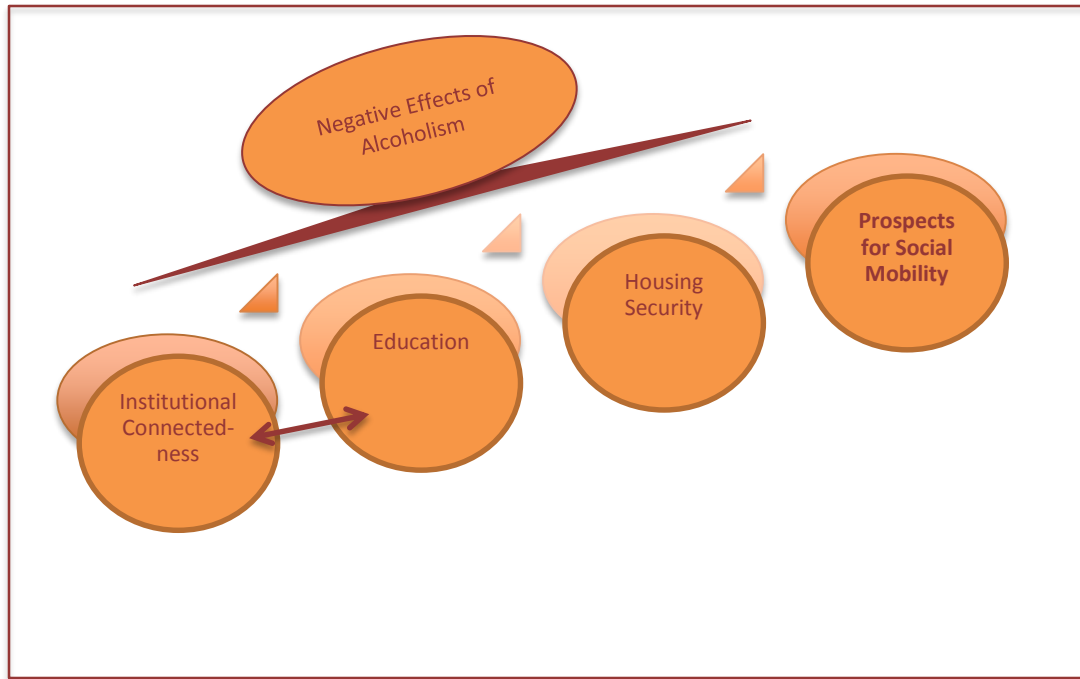 Negative Effects of
Alcoholism
Prospects
for Social
Mobility
Housing
Security
Education
Institutional
Connected-
ness